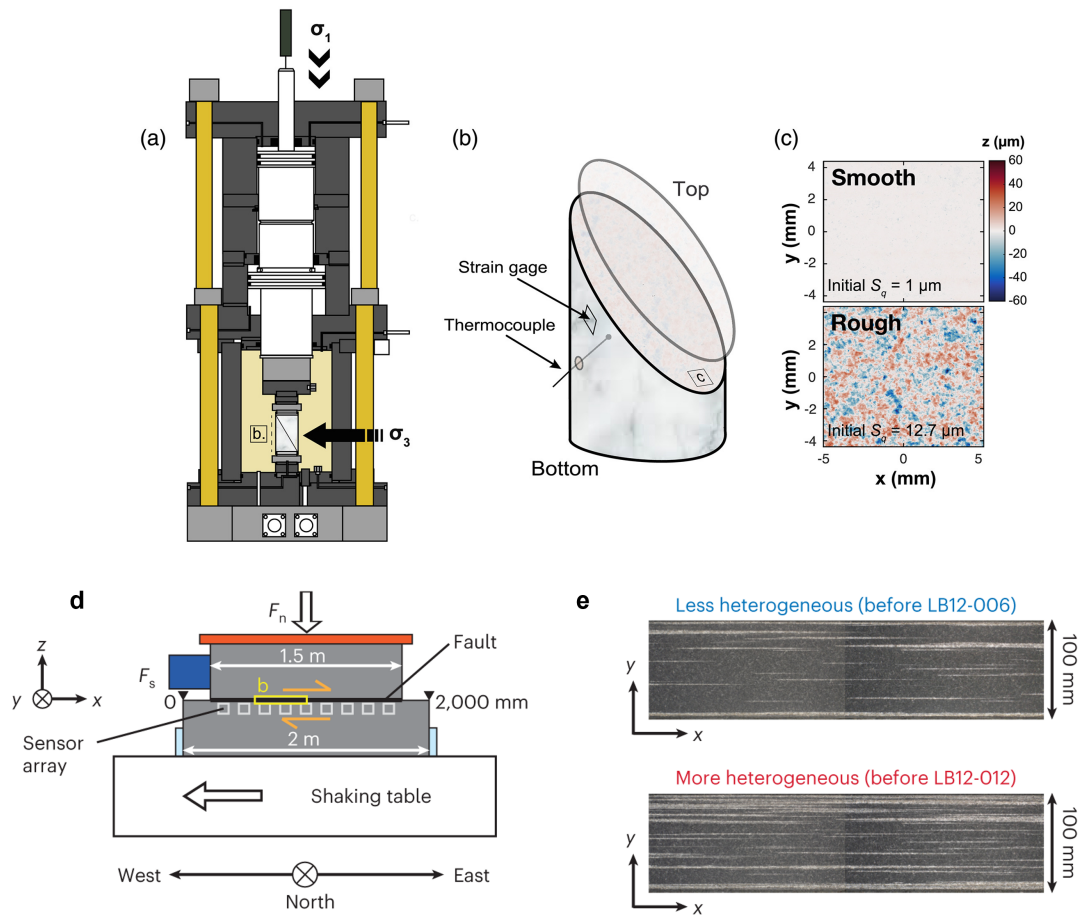 (a)
σ1
b.
σ3
(b)
Top
Strain gage
Thermocouple
c
Bottom
(c)
z (μm)
Smooth
Initial Sq = 1 μm
y (mm)
4
2
0
-2
-4
60
40
20
0
-20
-40
-60
Rough
Initial Sq = 12.7 μm
y (mm)
4
2
0
-2
-4
-5
0
5
x (mm)
d
Fn
z
y
x
Fs
1.5 m
Fault
b
0
2,000 mm
Sensor
array
2 m
Shaking table
West
East
North
e
Less heterogeneous (before LB12-006)
y
x
100 mm
More heterogeneous (before LB12-012)
y
x
100 mm